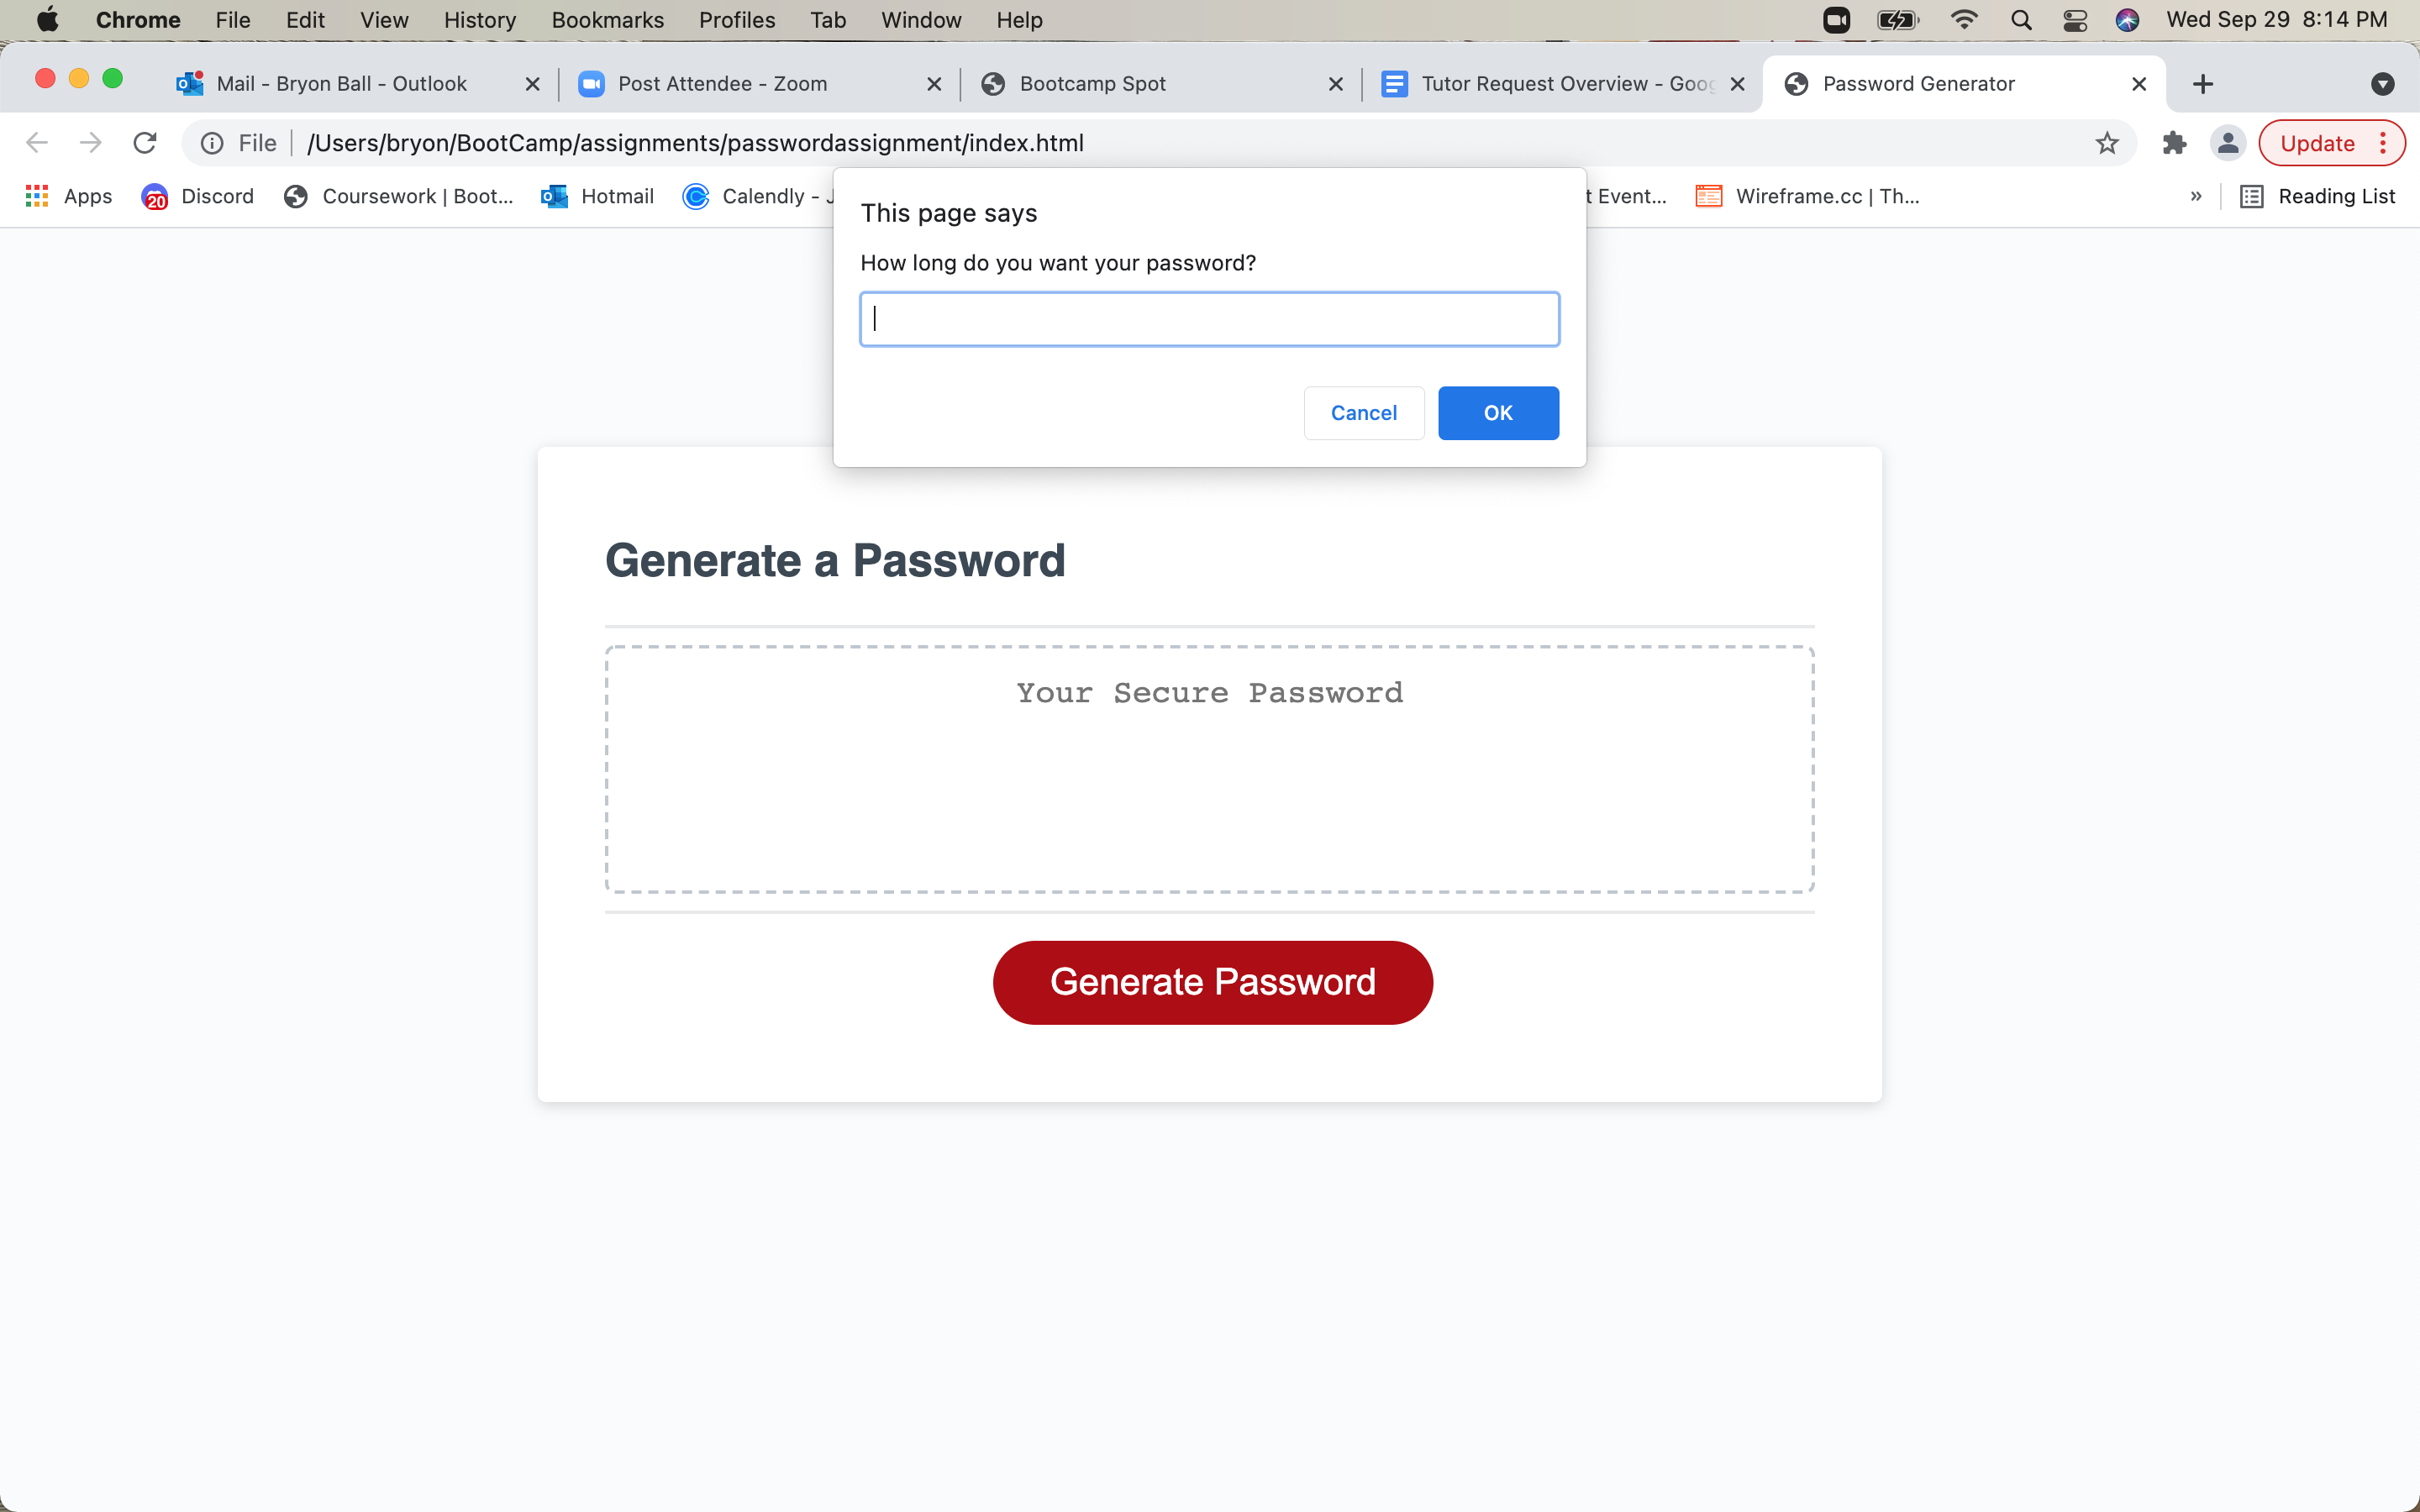 Chrome File Edit View History Bookmarks Profiles Tab Window Help Wed Sep 29 8:14 PM
Mail - Bryon Ball - Outlook Post Attendee - Zoom Bootcamp Spot Tutor Request Overview - Goog Password Generator
File /Users/bryon/BootCamp/assignments/passwordassignment/index.html Update
Apps 20 Discord Coursework | Boot... Hotmail Calendly - J t Event... Wireframe.cc | Th... » Reading List
This page says
How long do you want your password?
Cancel OK
Generate a Password
Your Secure Password
Generate Password